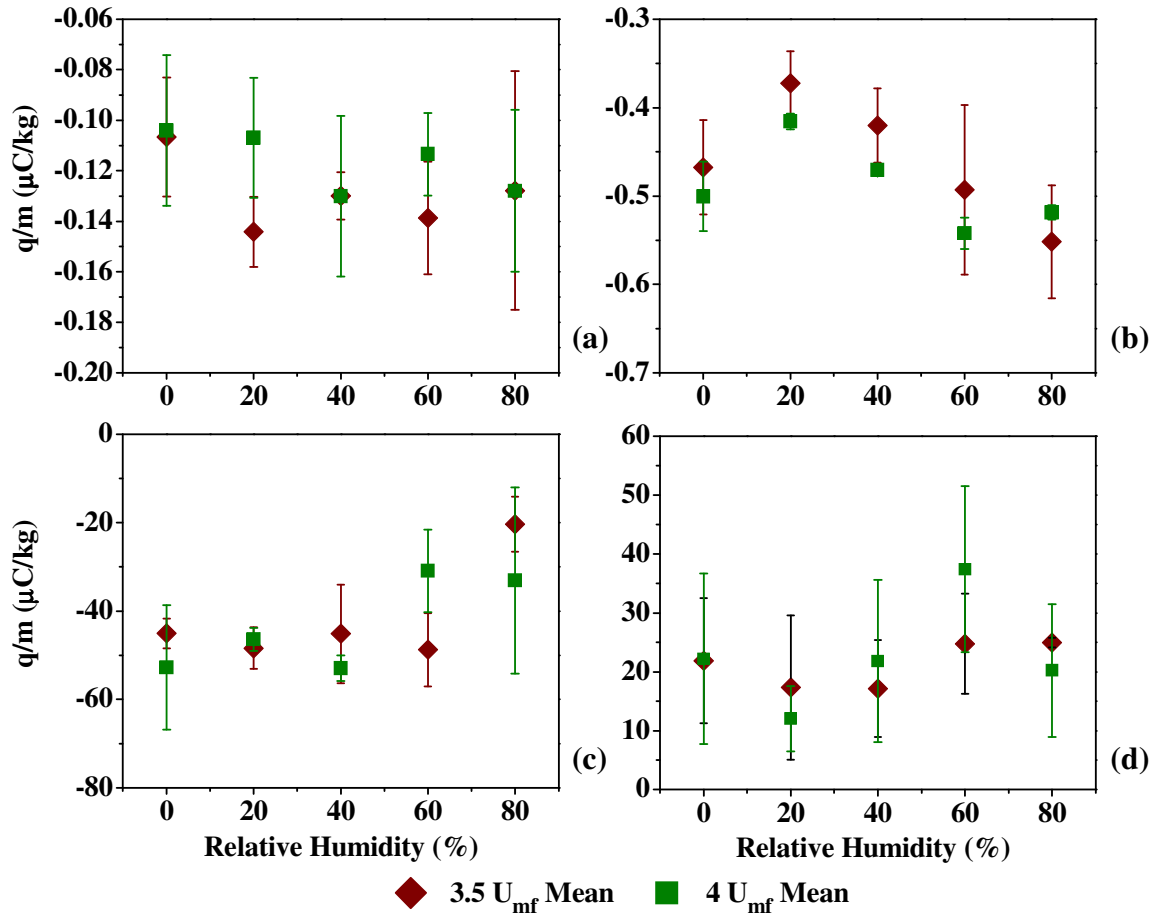 -0.06
-0.08
-0.10
-0.12
-0.14
-0.16
-0.18
-0.20
q/m (µC/kg)
0 20 40 60 80
(a)
-0.3
-0.4
-0.5
-0.6
-0.7
0 20 40 60 80
(b)
0
-20
-40
-60
-80
q/m (µC/kg)
0 20 40 60 80
Relative Humidity (%)
(c)
60
50
40
30
20
10
0
0 20 40 60 80
Relative Humidity (%)
(d)
3.5 Umf Mean 4 Umf Mean